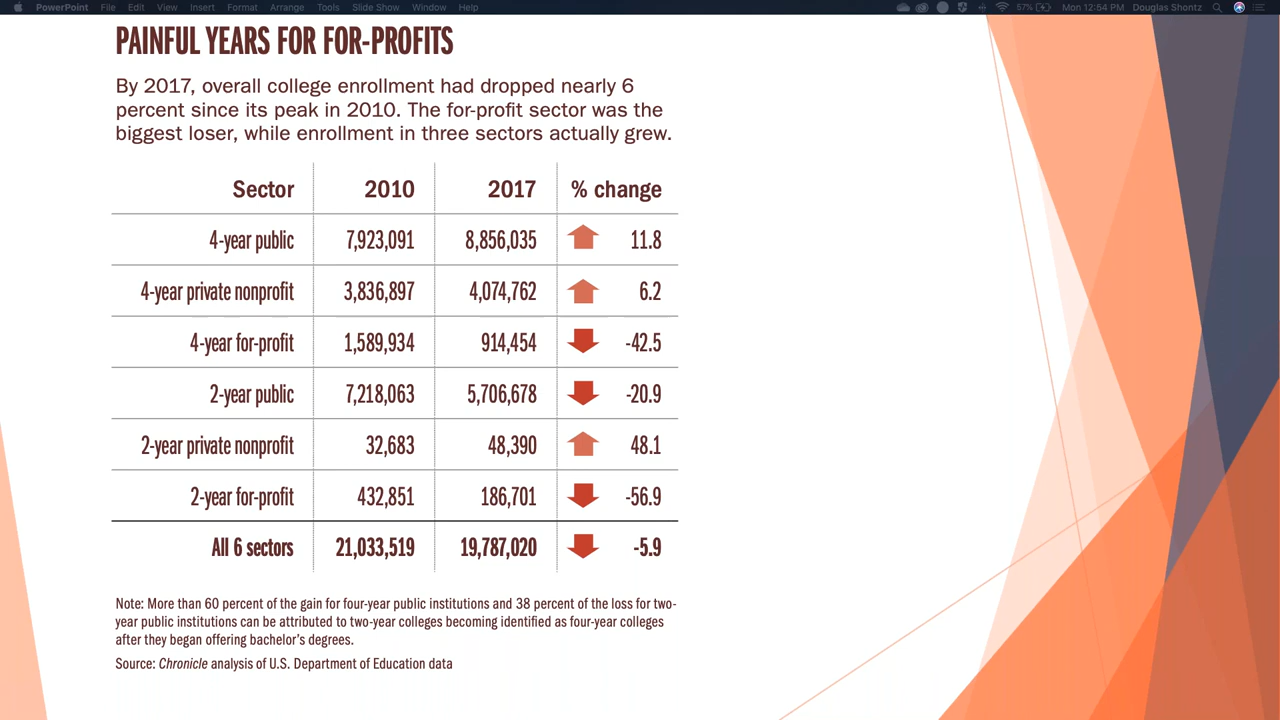 PowerPoint File Edit View Insert Format Arrange Tools Slide Show Window Help 57% Mon 12:54 PM Douglas Shontz
PAINFUL YEARS FOR FOR-PROFITS
By 2017, overall college enrollment had dropped nearly 6
percent since its peak in 2010. The for-profit sector was the
biggest loser, while enrollment in three sectors actually grew.
Sector 2010 2017 % change
4-year public 7,923,091 8,856,035 11.8
4-year private nonprofit 3,836,897 4,074,762 6.2
4-year for-profit 1,589,934 914,454 -42.5
2-year public 7,218,063 5,706,678 -20.9
2-year private nonprofit 32,683 48,390 48.1
2-year for-profit 432,851 186,701 -56.9
All 6 sectors 21,033,519 19,787,020 -5.9
Note: More than 60 percent of the gain for four-year public institutions and 38 percent of the loss for two-
year public institutions can be attributed to two-year colleges becoming identified as four-year colleges
after they began offering bachelor's degrees.
Source: Chronicle analysis of U.S. Department of Education data